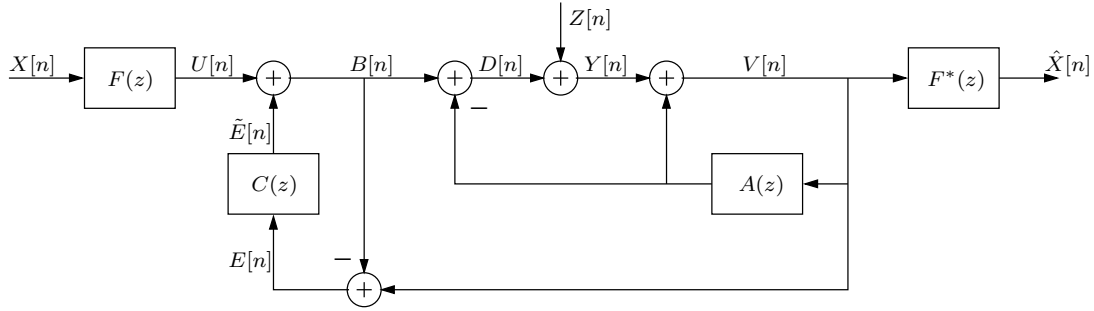 Z[n]
X[n] F(z) U[n] + B[n] + D[n] + Y[n] + V[n] F*(z) X̂[n]
−
Ẽ[n]
C(z) A(z)
E[n] −
+